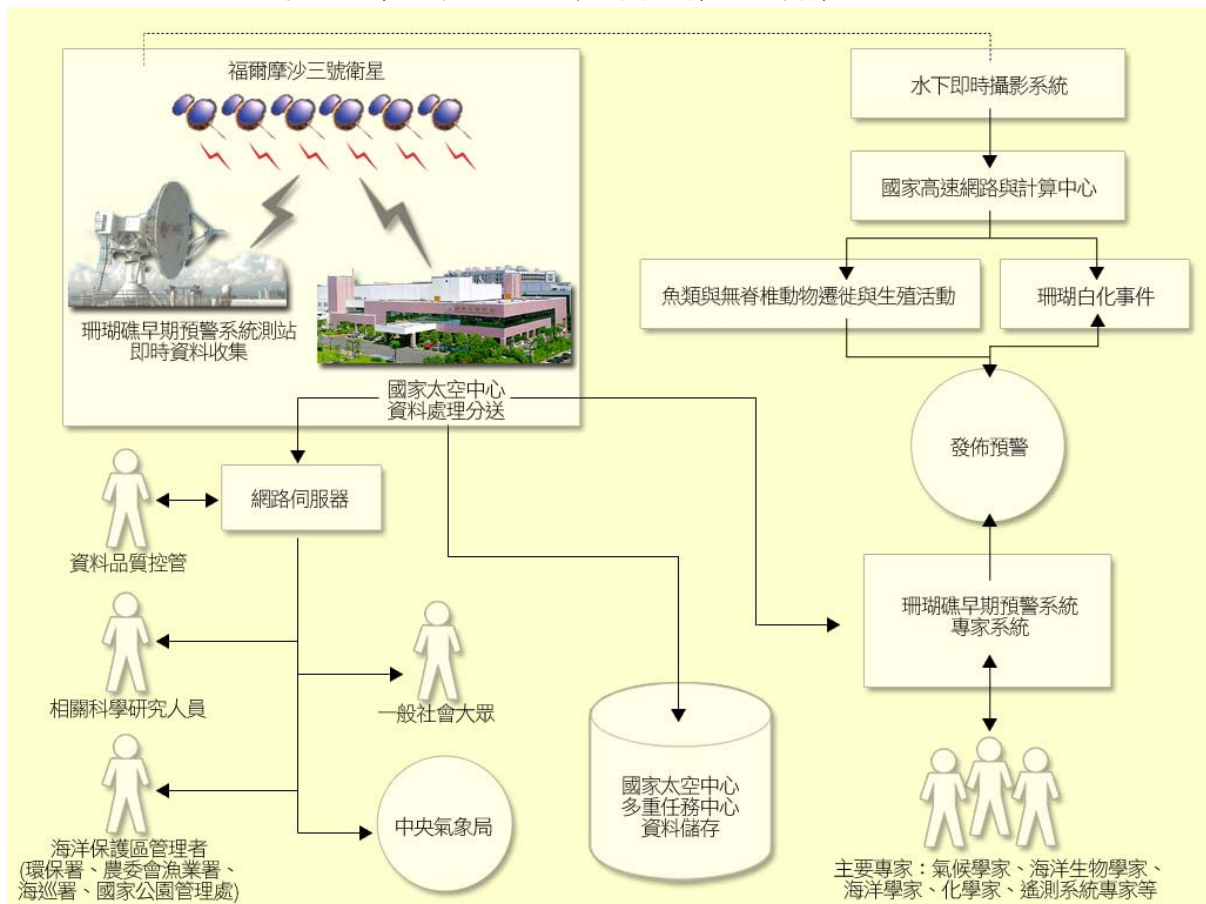 福爾摩沙三號衛星
珊瑚礁早期預警系統測站
即時資料收集
國家太空中心
資料處理分送
網路伺服器
資料品質控管
相關科學研究人員
一般社會大眾
海洋保護區管理者
(環保署、農委會漁業署、
海巡署、國家公園管理處)
中央氣象局
國家太空中心
多重任務中心
資料儲存
水下即時攝影系統
國家高速網路與計算中心
魚類與無脊椎動物遷徙與生殖活動
珊瑚白化事件
發佈預警
珊瑚礁早期預警系統
專家系統
主要專家：氣候學家、海洋生物學家、
海洋學家、化學家、遙測系統專家等